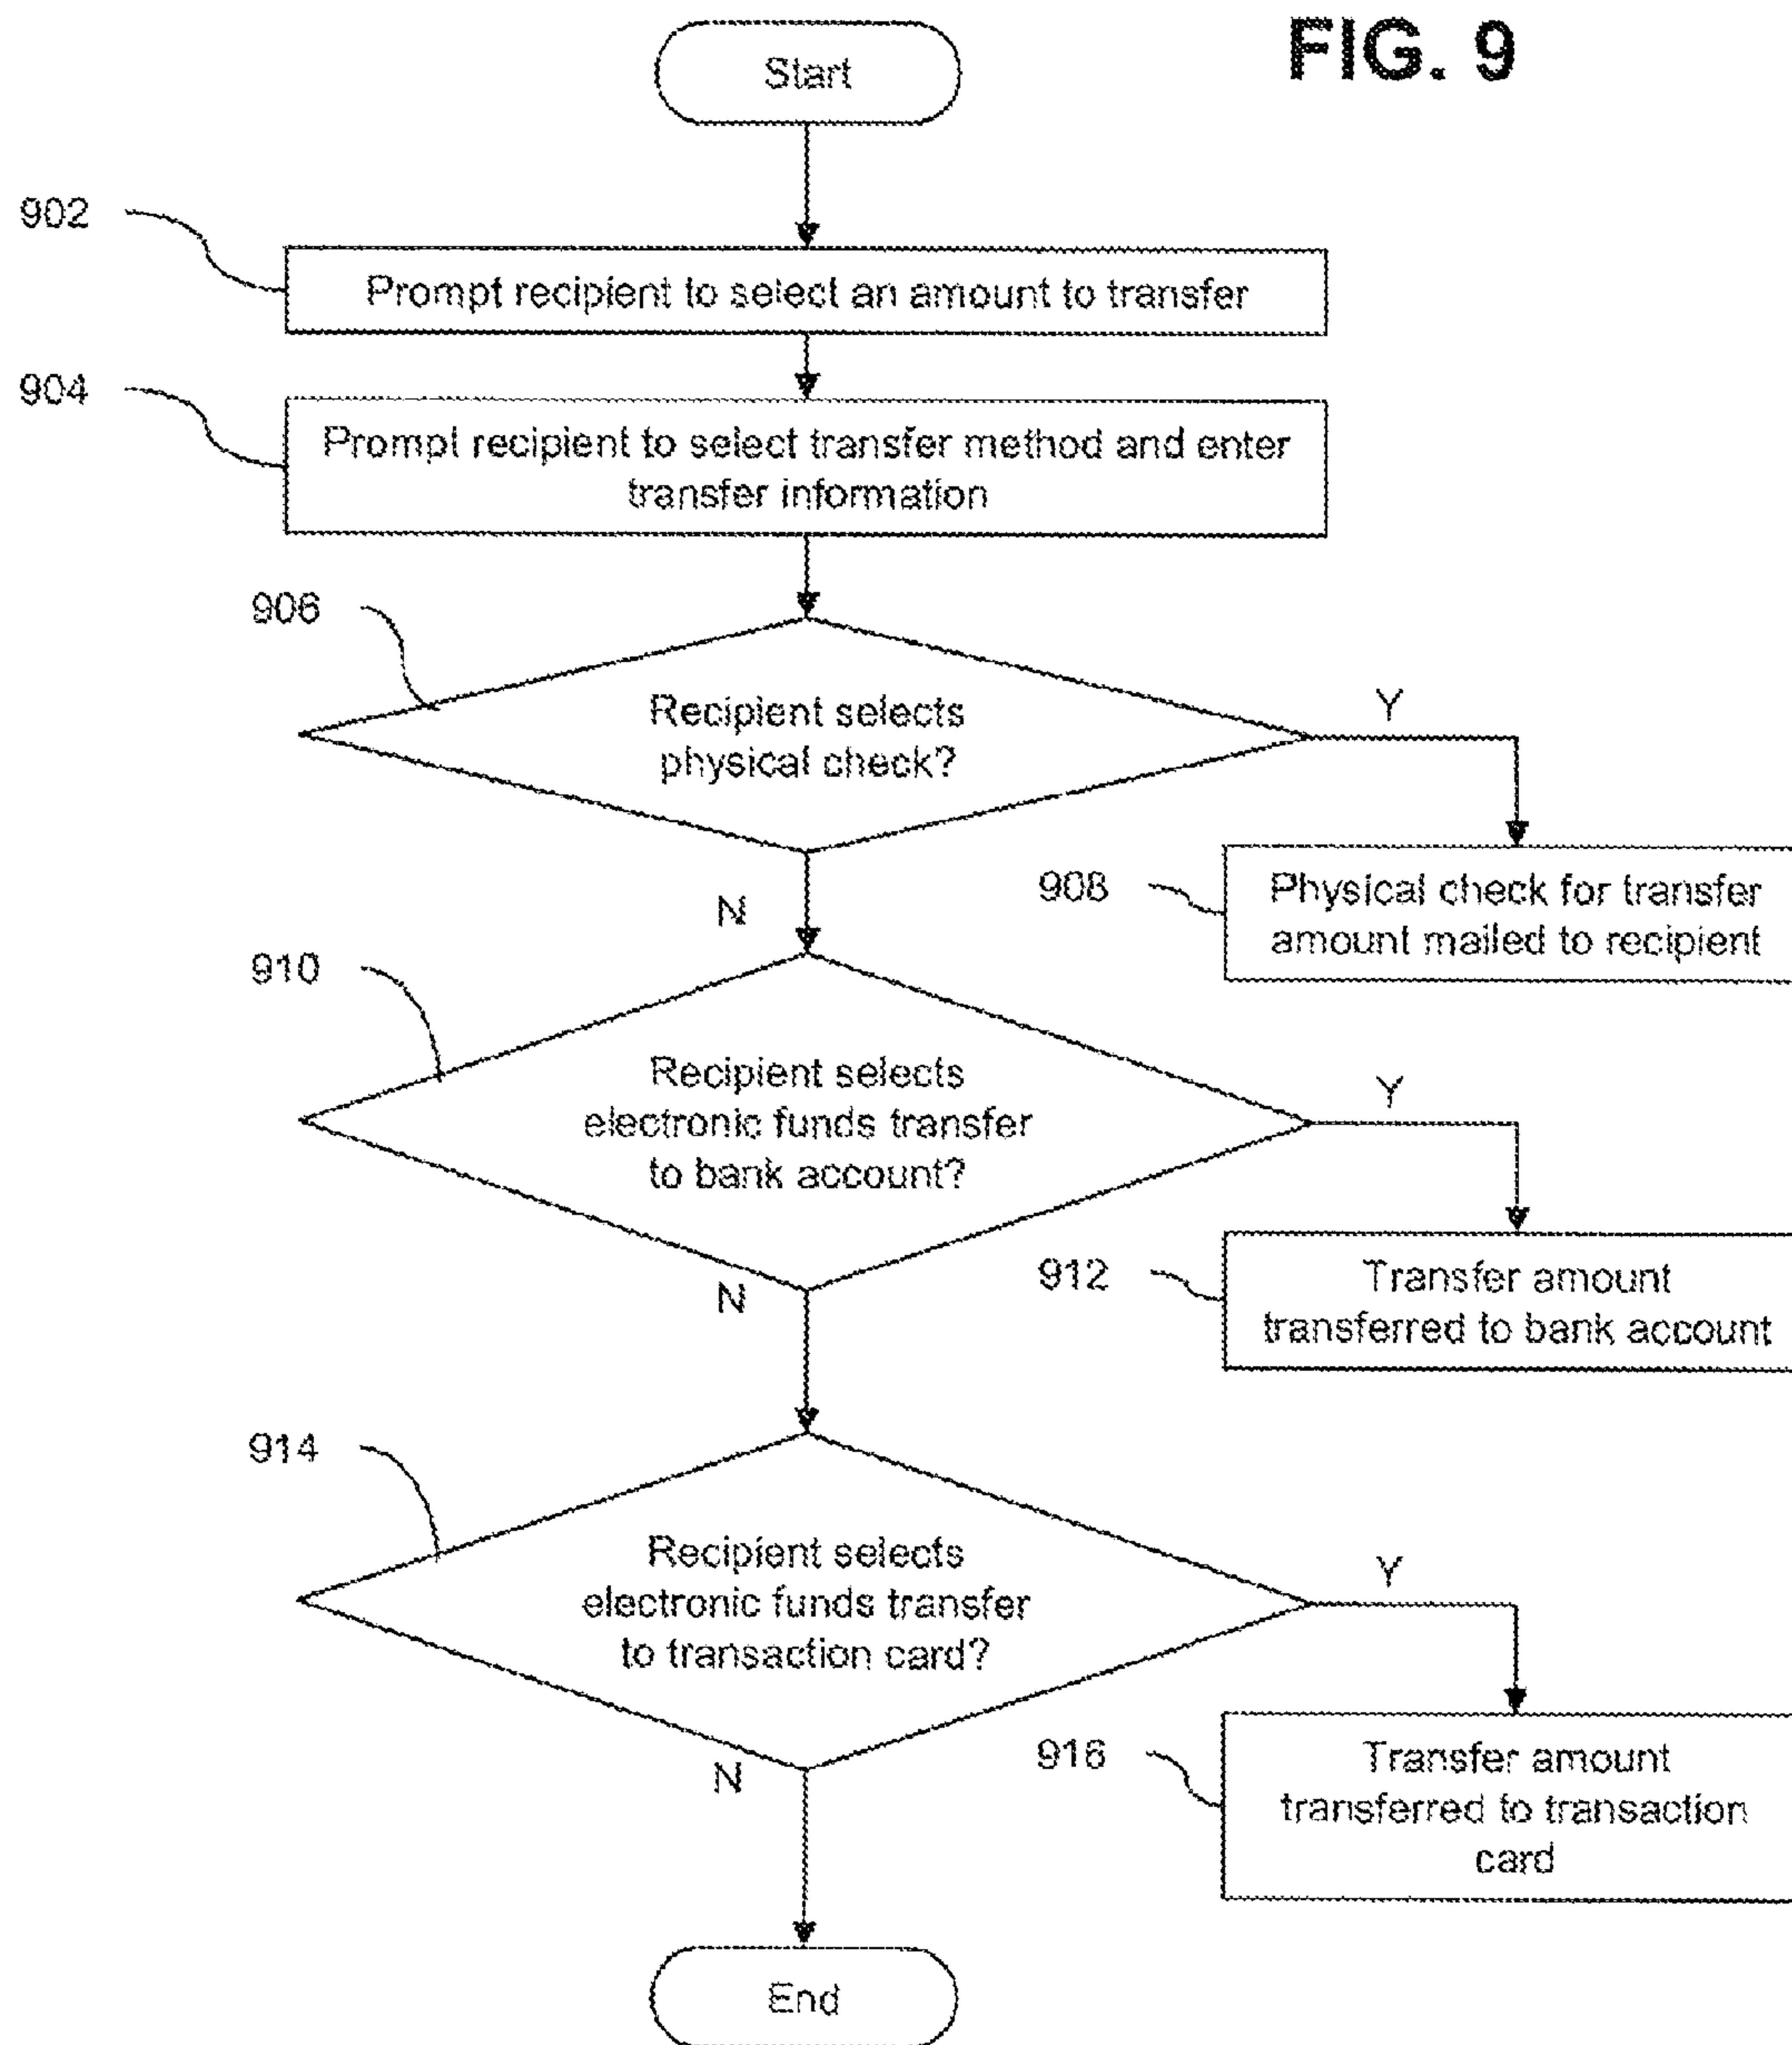 FIG. 9
Start
902
Prompt recipient to select an amount to transfer
904
Prompt recipient to select transfer method and enter
transfer information
906
Recipient selects
physical check?
Y
908
Physical check for transfer
amount mailed to recipient
N
910
Recipient selects
electronic funds transfer
to bank account?
Y
912
Transfer amount
transferred to bank account
N
914
Recipient selects
electronic funds transfer
to transaction card?
Y
916
Transfer amount
transferred to transaction
card
N
End